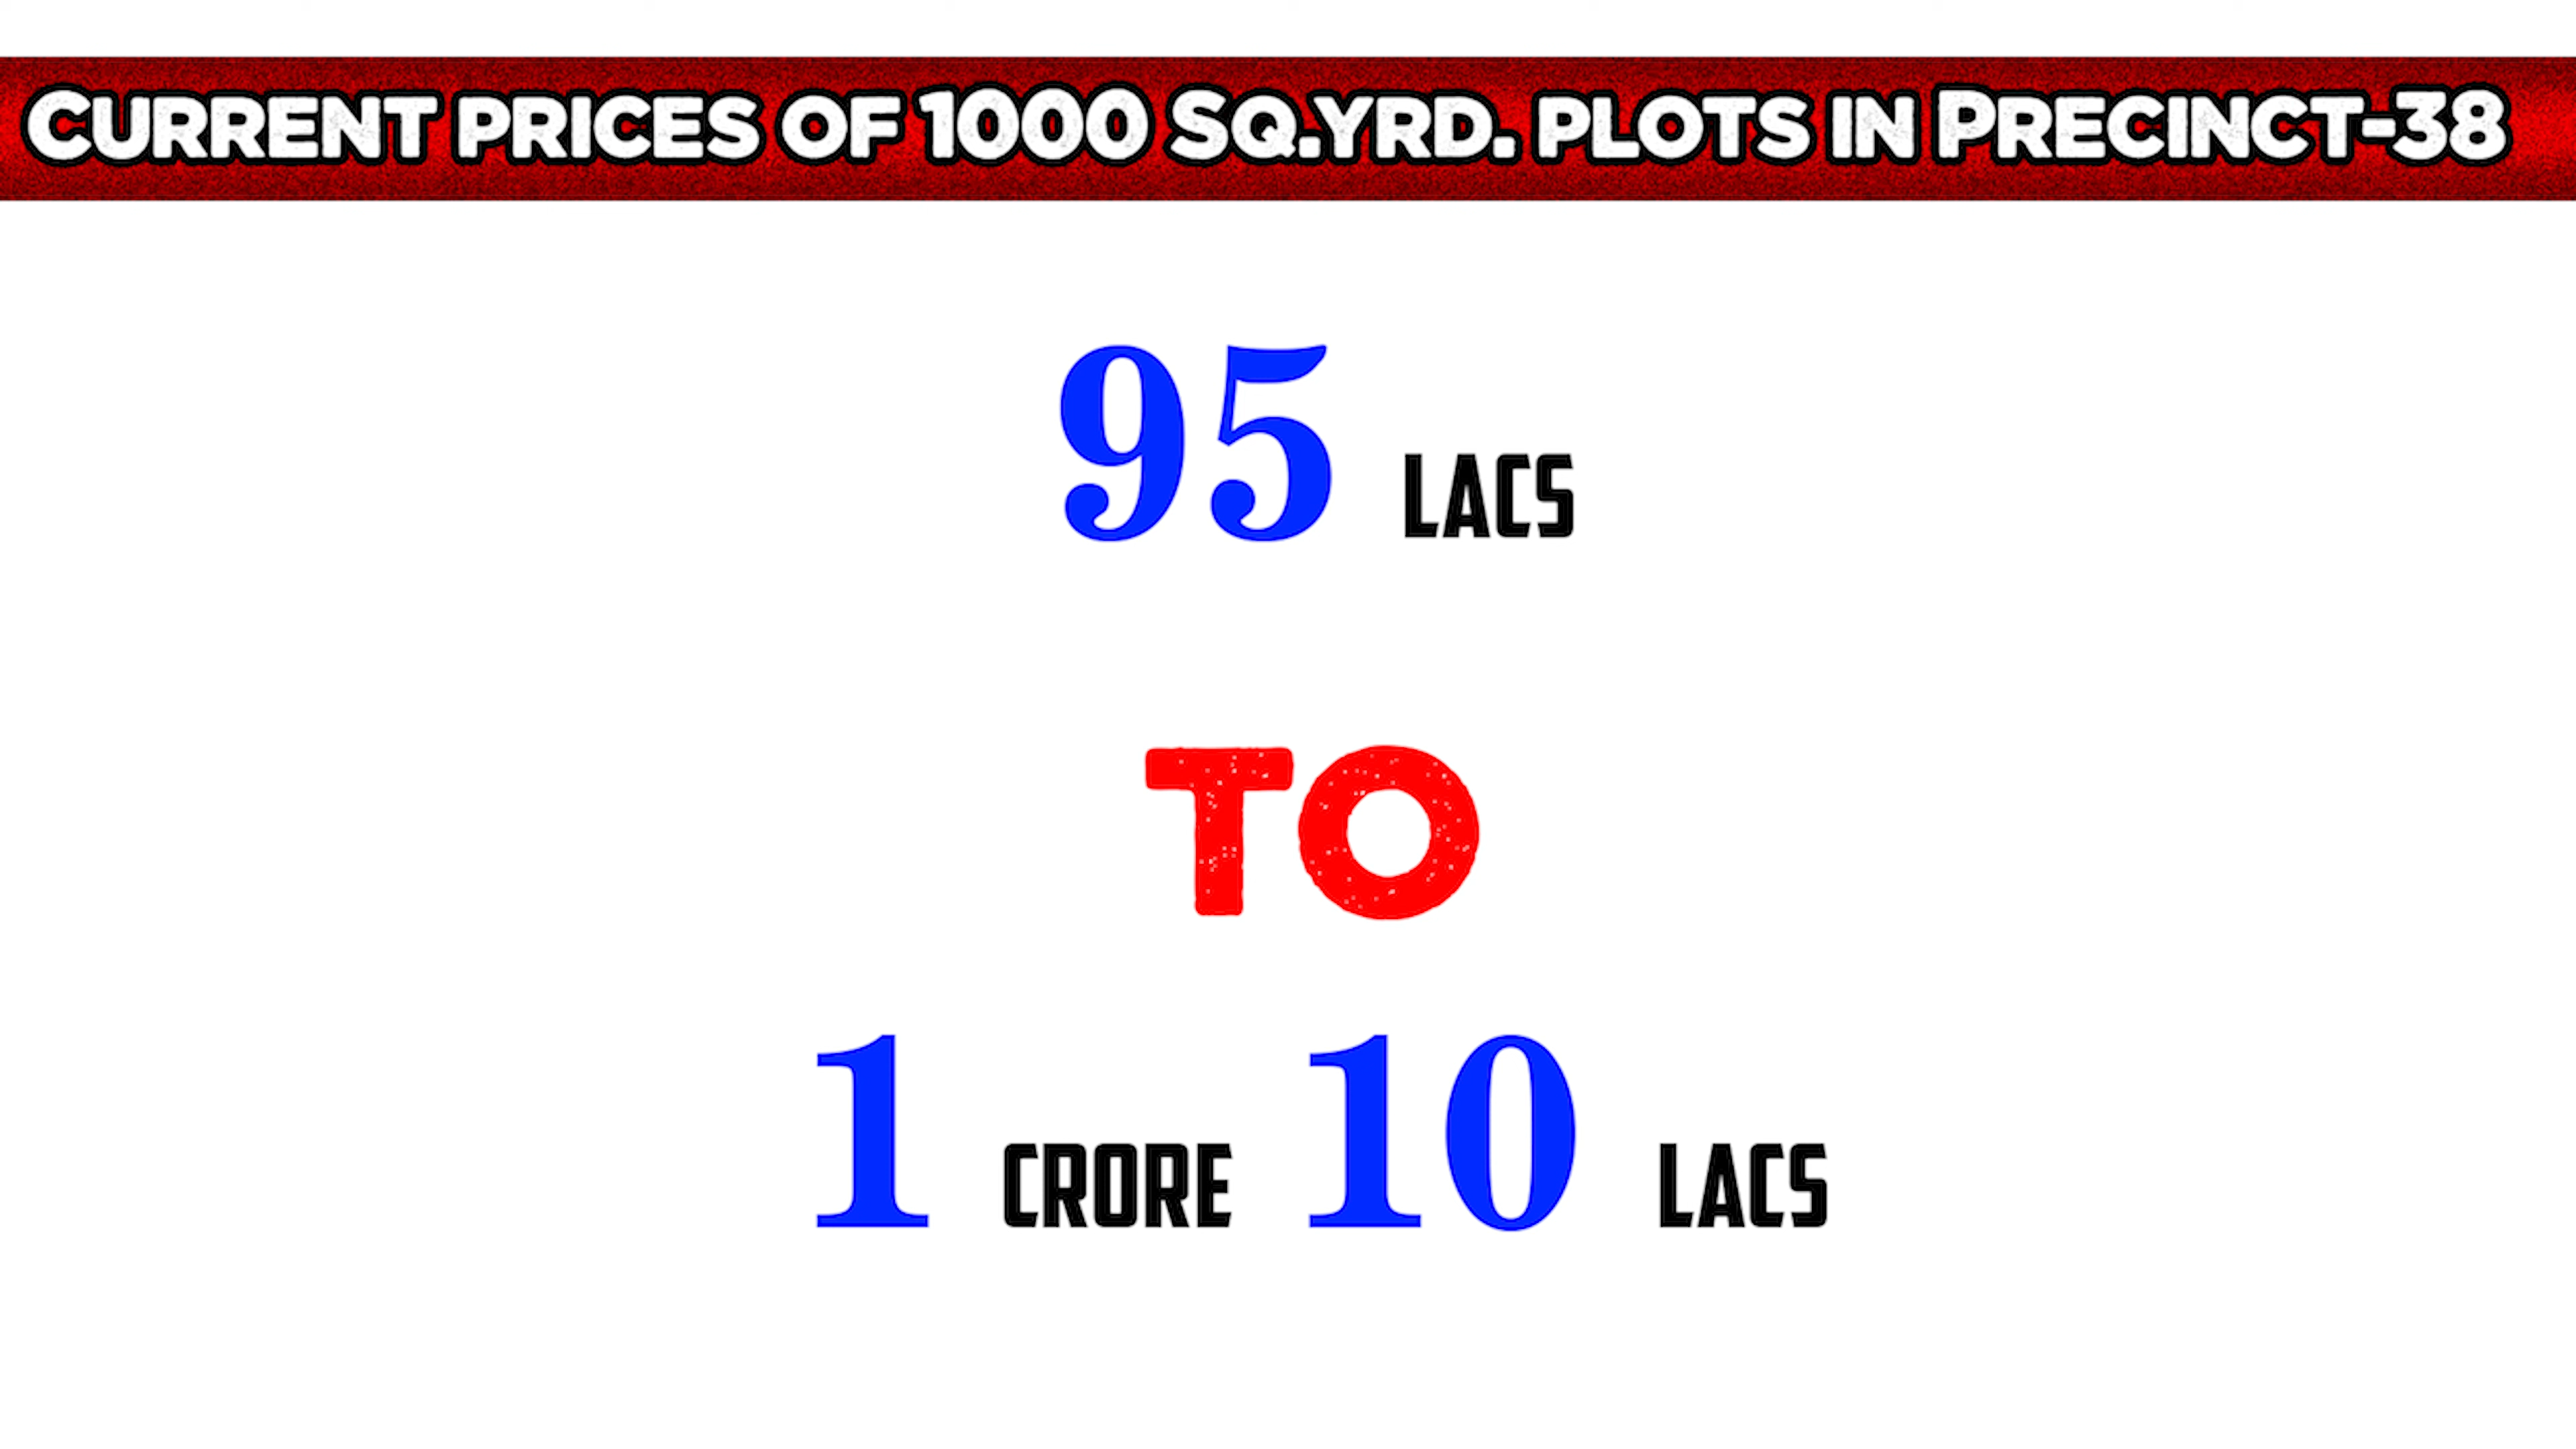 Current prices of 1000 Sq.yrd. plots in Precinct-38
95 LACS
TO
1 CRORE 10 LACS